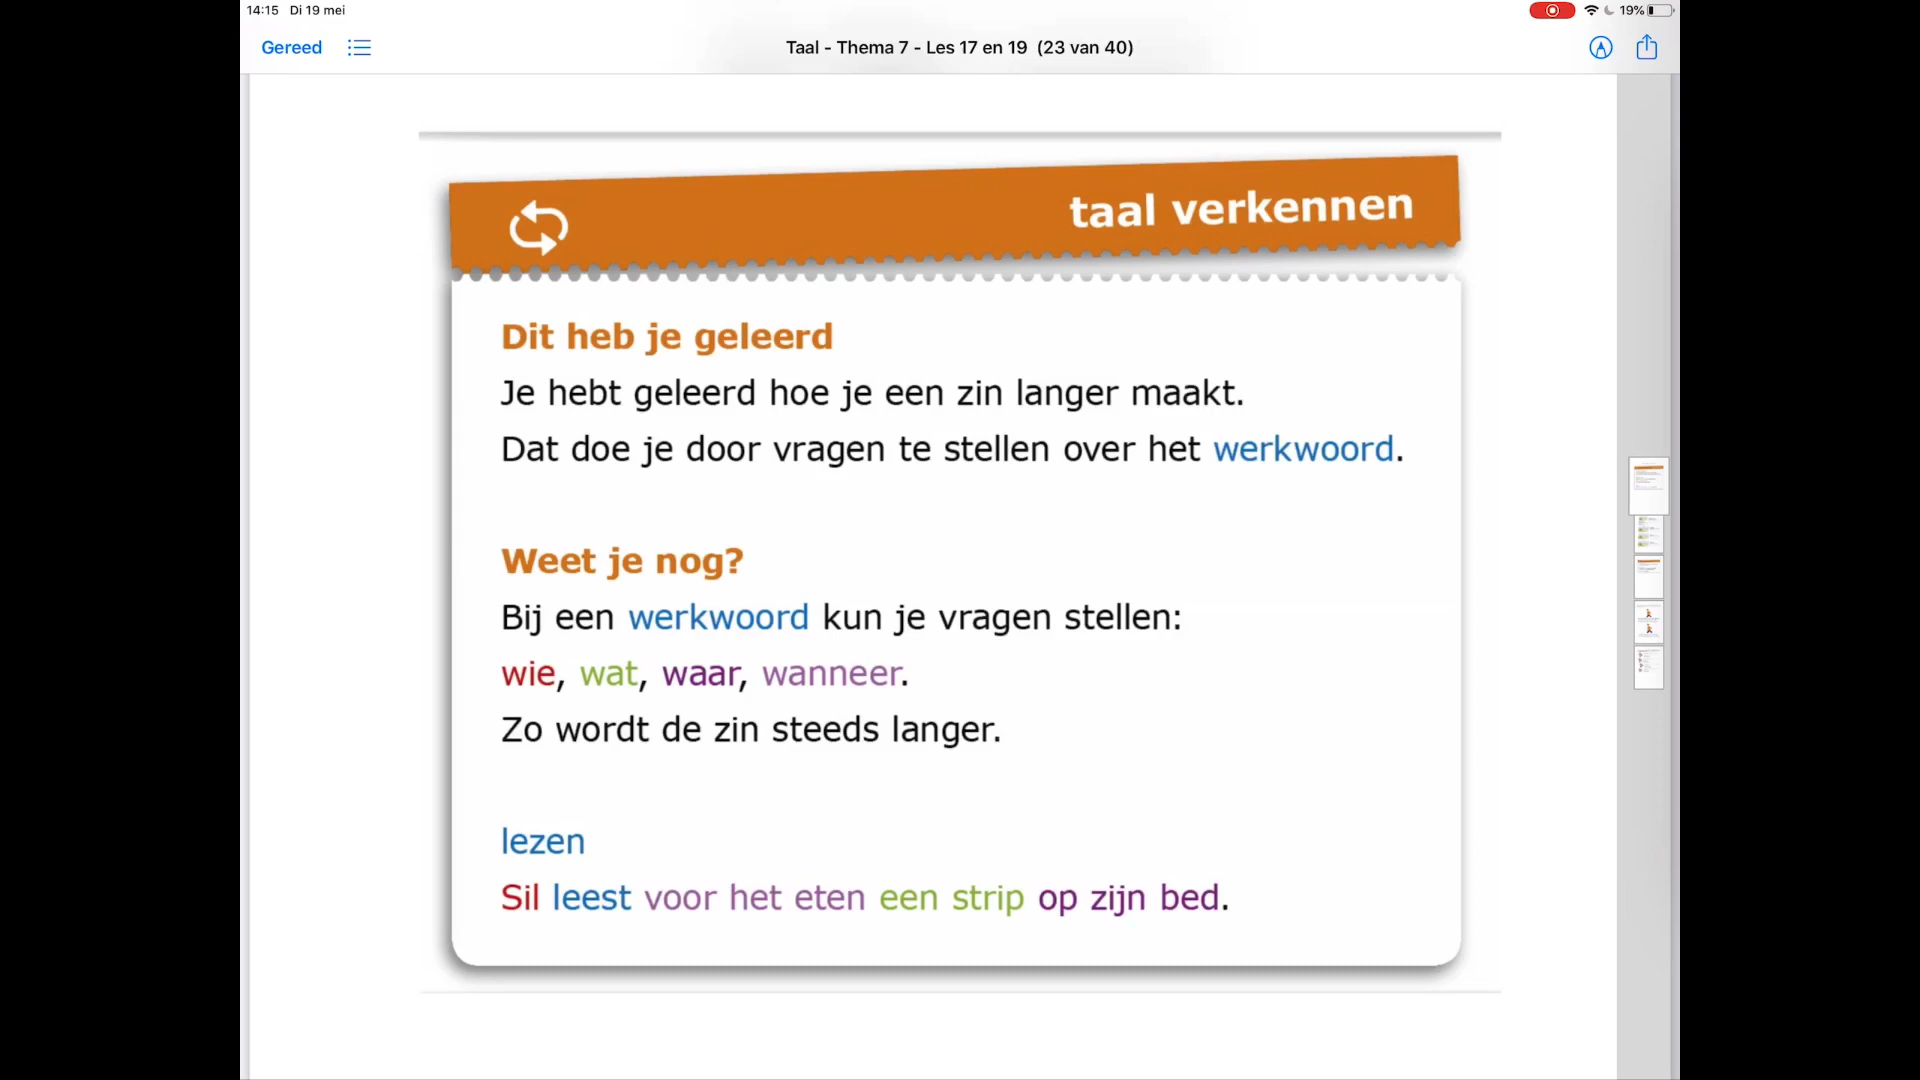 14:15 Di 19 mei
19%
Gereed
Taal - Thema 7 - Les 17 en 19 (23 van 40)
taal verkennen
Dit heb je geleerd
Je hebt geleerd hoe je een zin langer maakt.
Dat doe je door vragen te stellen over het werkwoord.
Weet je nog?
Bij een werkwoord kun je vragen stellen:
wie, wat, waar, wanneer.
Zo wordt de zin steeds langer.
lezen
Sil leest voor het eten een strip op zijn bed.